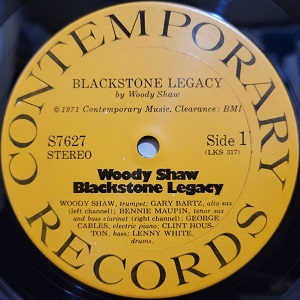 CONTEMPORARY
RECORDS
BLACKSTONE LEGACY
by Woody Shaw
©1971 Contemporary Music. Clearance: BMI
S7627
STEREO
Side 1
(LKS 317)
Woody Shaw
Blackstone Legacy
WOODY SHAW, trumpet; GARY BARTZ, alto sax
(left channel); BENNIE MAUPIN, tenor sax
and bass clarinet (right channel); GEORGE
CABLES, electric piano; CLINT HOUS-
TON, bass; LENNY WHITE,
drums.